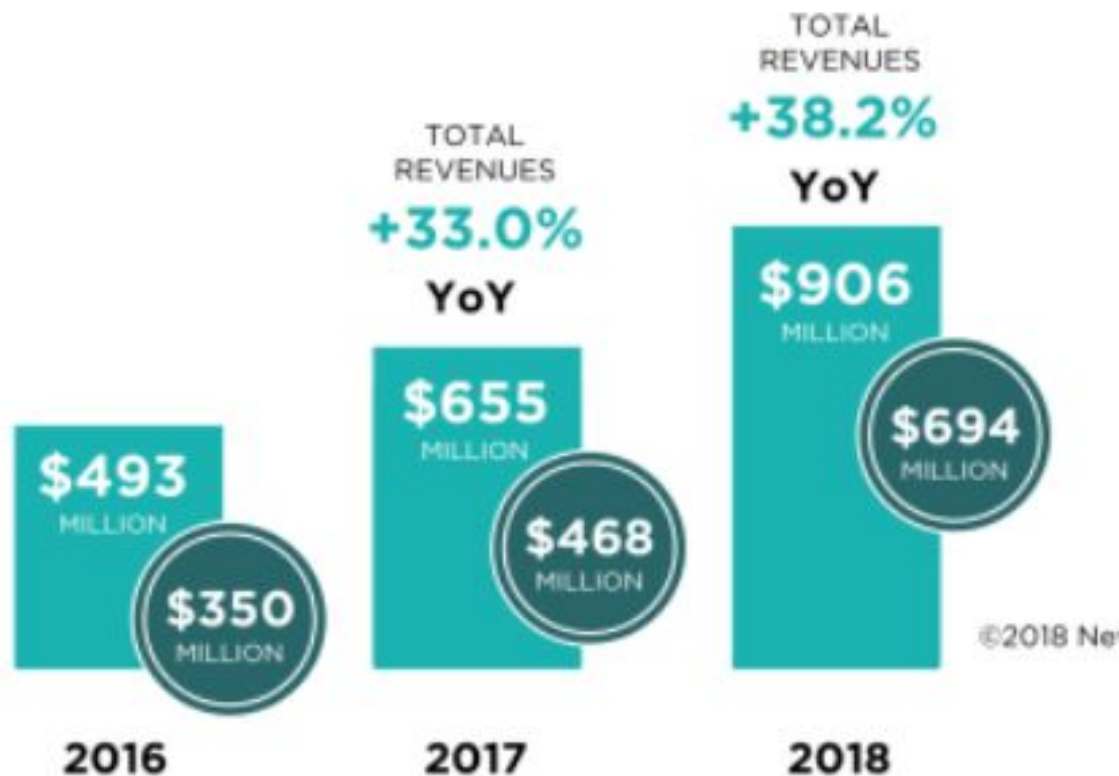 TOTAL
REVENUES
+38.2%
YoY
TOTAL
REVENUES
+33.0%
YoY
$906
MILLION
$694
MILLION
$655
MILLION
$468
MILLION
$493
MILLION
$350
MILLION
©2018
2016
2017
2018